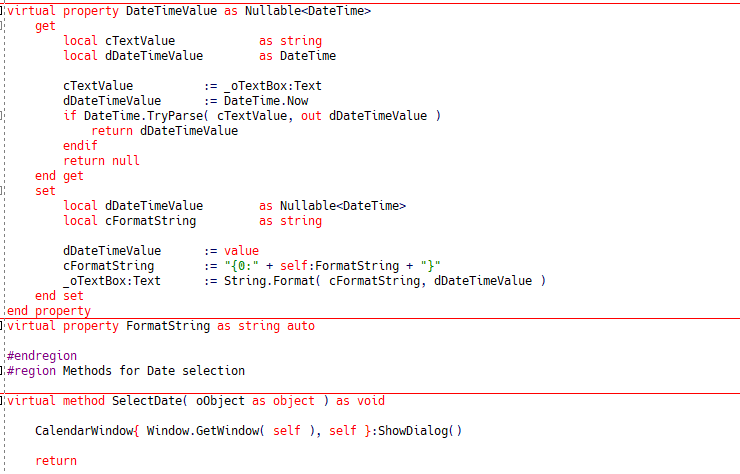 virtual property DateTimeValue as Nullable<DateTime>
get
local cTextValue as string
local dDateTimeValue as DateTime
cTextValue := _oTextBox:Text
dDateTimeValue := DateTime.Now
if DateTime.TryParse( cTextValue, out dDateTimeValue )
return dDateTimeValue
endif
return null
end get
set
local dDateTimeValue as Nullable<DateTime>
local cFormatString as string
dDateTimeValue := value
cFormatString := "{0:" + self:FormatString + "}"
_oTextBox:Text := String.Format( cFormatString, dDateTimeValue )
end set
end property
virtual property FormatString as string auto
#endregion
#region Methods for Date selection
virtual method SelectDate( oObject as object ) as void
CalendarWindow{ Window.GetWindow( self ), self }:ShowDialog()
return